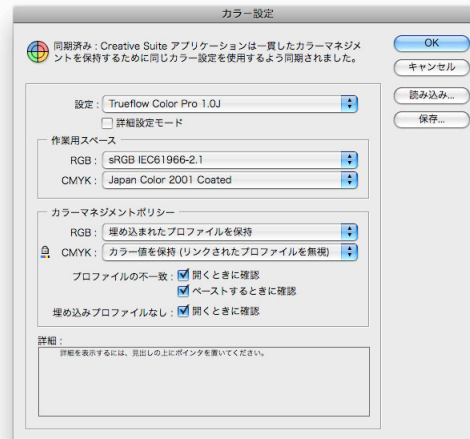 カラー設定
同期済み : Creative Suite アプリケーションは一貫したカラーマネジメ
ントを保持するために同じカラー設定を使用するよう同期されました。
OK
キャンセル
読み込み...
保存...
設定 : Trueflow Color Pro 1.0J
詳細設定モード
作業用スペース
RGB : sRGB IEC61966-2.1
CMYK : Japan Color 2001 Coated
カラーマネジメントポリシー
RGB : 埋め込まれたプロファイルを保持
CMYK : カラー値を保持 (リンクされたプロファイルを無視)
プロファイルの不一致 : 開くときに確認
ペーストするときに確認
埋め込みプロファイルなし : 開くときに確認
詳細 :
詳細を表示するには、見出しの上にポインタを置いてください。